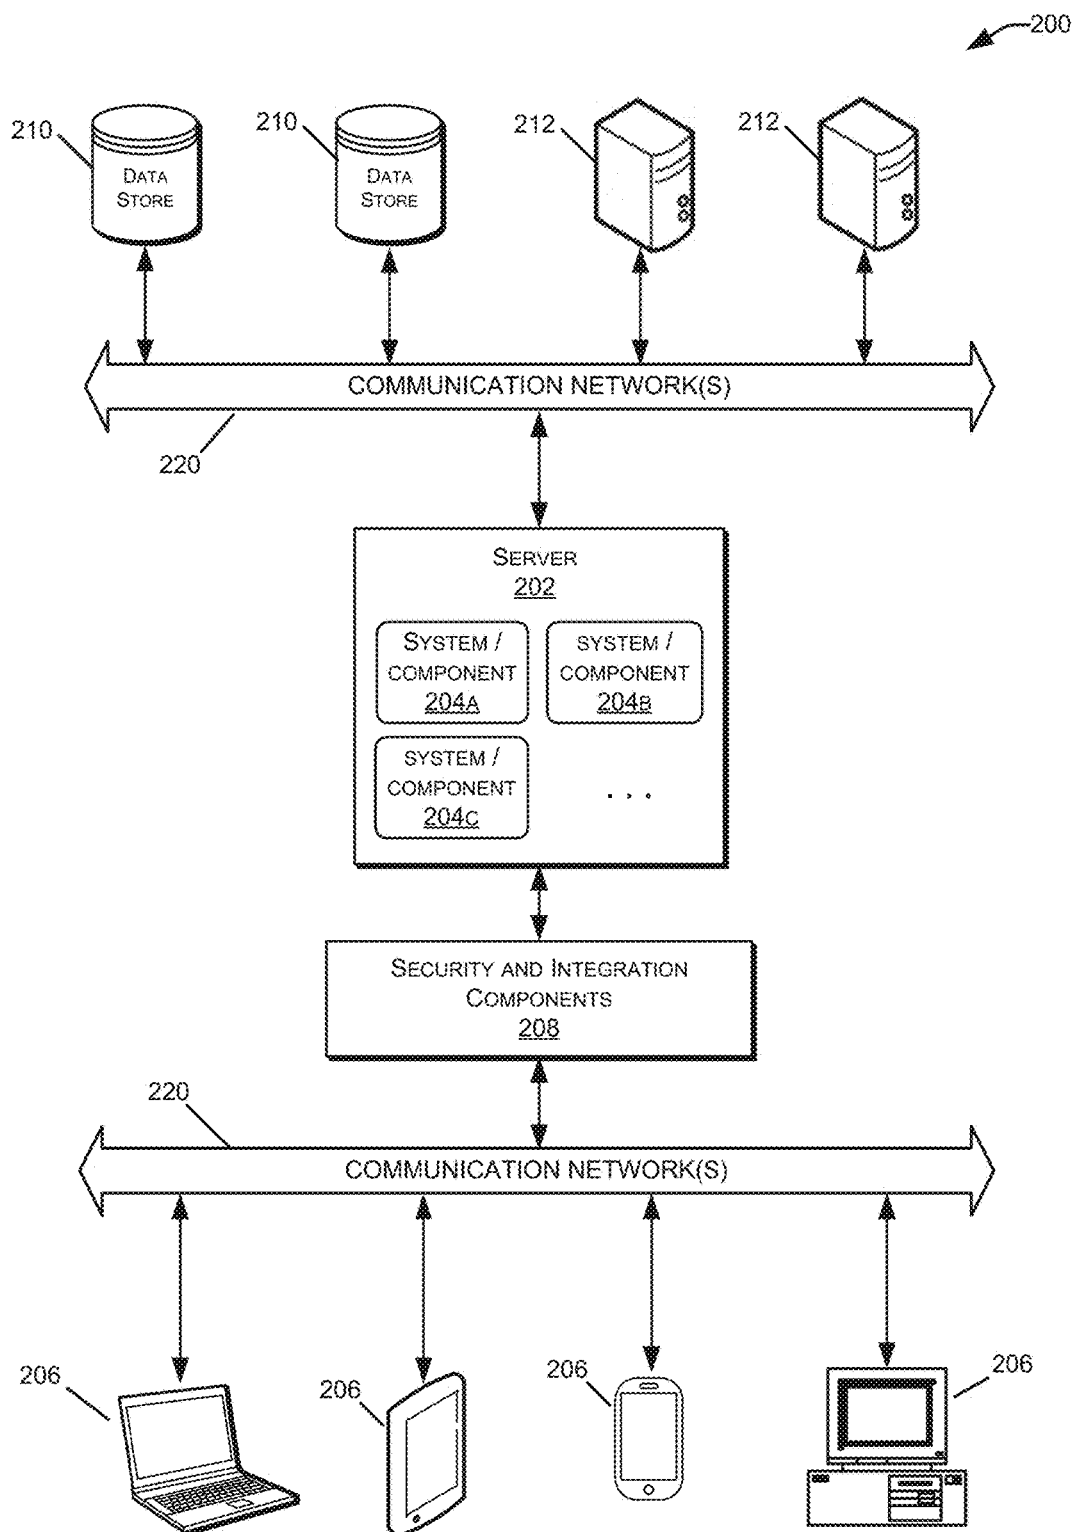 200
210
DATA
STORE
210
DATA
STORE
212
212
COMMUNICATION NETWORK(S)
220
SERVER
202
SYSTEM /
COMPONENT
204A
SYSTEM /
COMPONENT
204B
SYSTEM /
COMPONENT
204C
. . .
SECURITY AND INTEGRATION
COMPONENTS
208
220
COMMUNICATION NETWORK(S)
206
206
206
206